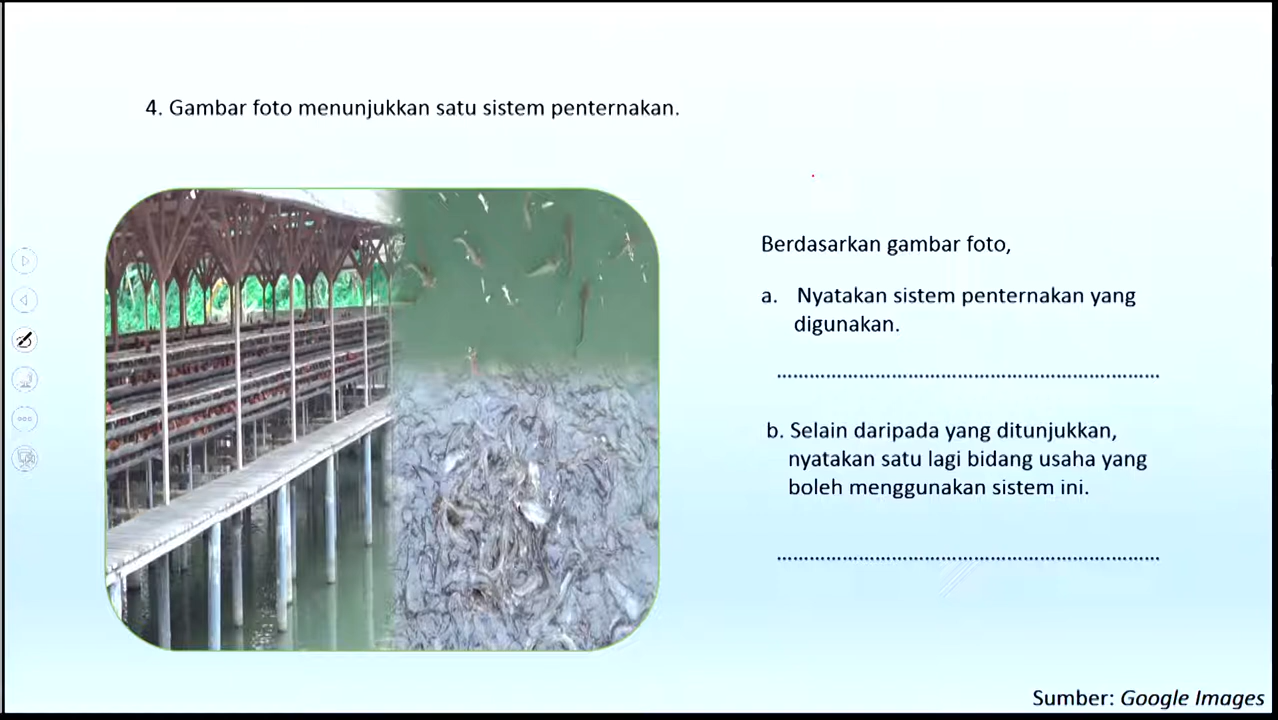 4. Gambar foto menunjukkan satu sistem penternakan.
Berdasarkan gambar foto,
a. Nyatakan sistem penternakan yang
digunakan.
....................................................................
b. Selain daripada yang ditunjukkan,
nyatakan satu lagi bidang usaha yang
boleh menggunakan sistem ini.
....................................................................
Sumber: Google Images